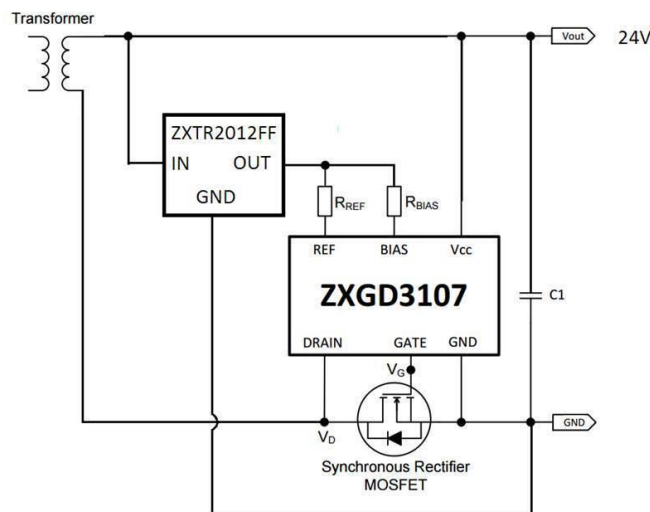 Transformer
Vout
24V
ZXTR2012FF
IN OUT
GND
RREF
RBIAS
REF BIAS Vcc
ZXGD3107
C1
DRAIN GATE GND
VG
GND
VD
Synchronous Rectifier
MOSFET